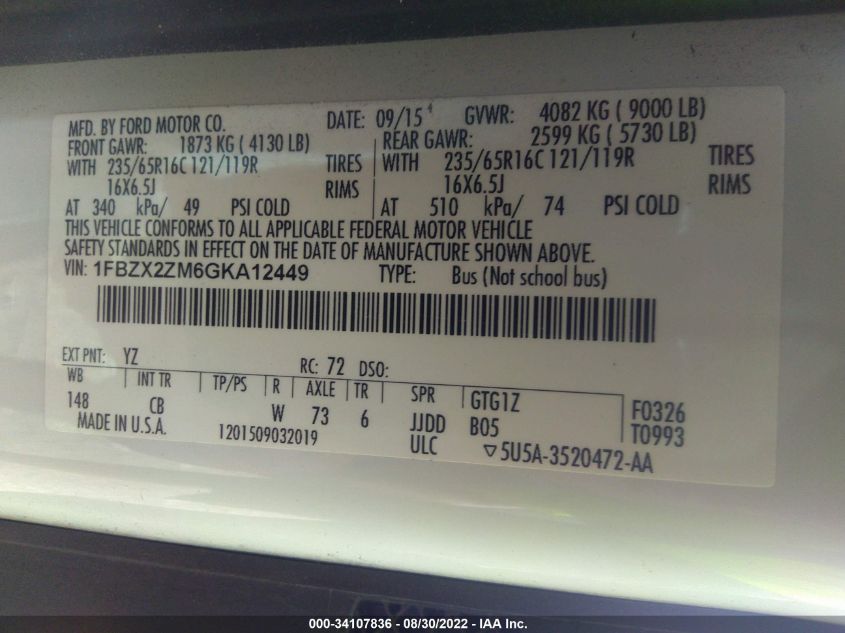 MFD. BY FORD MOTOR CO. DATE: 09/15 GVWR: 4082 KG ( 9000 LB)
FRONT GAWR: 1873 KG ( 4130 LB) REAR GAWR: 2599 KG ( 5730 LB)
WITH 235/65R16C 121/119R TIRES WITH 235/65R16C 121/119R TIRES
16X6.5J RIMS 16X6.5J RIMS
AT 340 kPa/ 49 PSI COLD AT 510 kPa/ 74 PSI COLD
THIS VEHICLE CONFORMS TO ALL APPLICABLE FEDERAL MOTOR VEHICLE
SAFETY STANDARDS IN EFFECT ON THE DATE OF MANUFACTURE SHOWN ABOVE.
VIN: 1FBZX2ZM6GKA12449 TYPE: Bus (Not school bus)
EXT PNT: YZ RC: 72 DSO:
WB INT TR TP/PS R AXLE TR SPR GTG1Z F0326
148 CB W 73 6 JJDD B05 T0993
MADE IN U.S.A. 1201509032019 ULC ▽5U5A-3520472-AA
000-34107836 - 08/30/2022 - IAA Inc.